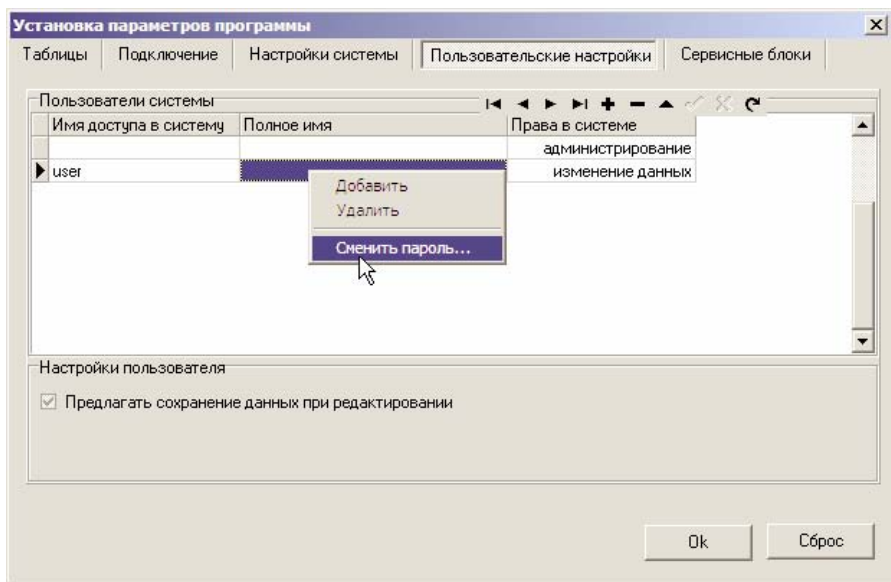 Установка параметров программы
Таблицы Подключение Настройки системы Пользовательские настройки Сервисные блоки
Пользователи системы
Имя доступа в систему Полное имя Права в системе
администрирование
user изменение данных
Добавить
Удалить
Сменить пароль...
Настройки пользователя
Предлагать сохранение данных при редактировании
Ok Сброс